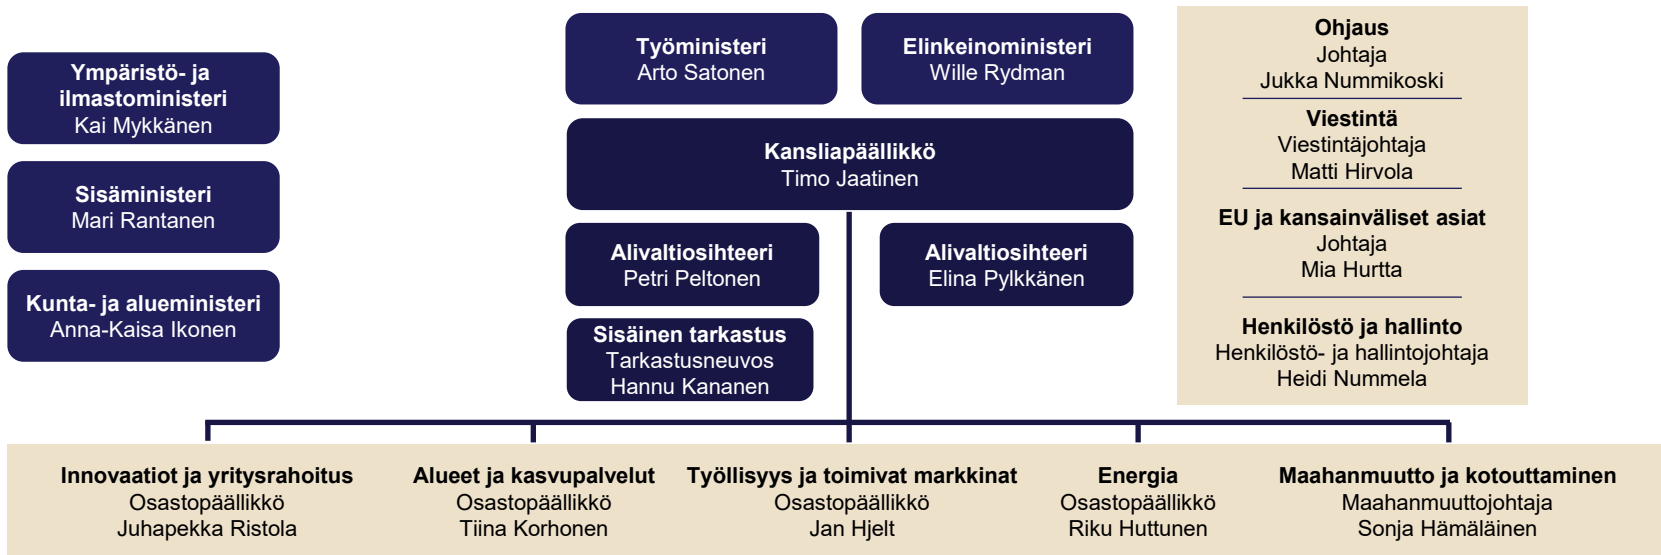 Ympäristö- ja
ilmastoministeri
Kai Mykkänen
Sisäministeri
Mari Rantanen
Kunta- ja alueministeri
Anna-Kaisa Ikonen
Työministeri
Arto Satonen
Elinkeinoministeri
Wille Rydman
Kansliapäällikkö
Timo Jaatinen
Alivaltiosihteeri
Petri Peltonen
Alivaltiosihteeri
Elina Pylkkänen
Sisäinen tarkastus
Tarkastusneuvos
Hannu Kananen
Ohjaus
Johtaja
Jukka Nummikoski
Viestintä
Viestintäjohtaja
Matti Hirvola
EU ja kansainväliset asiat
Johtaja
Mia Hurtta
Henkilöstö ja hallinto
Henkilöstö- ja hallintojohtaja
Heidi Nummela
Innovaatiot ja yritysrahoitus
Osastopäällikkö
Juhapekka Ristola
Alueet ja kasvupalvelut
Osastopäällikkö
Tiina Korhonen
Työllisyys ja toimivat markkinat
Osastopäällikkö
Jan Hjelt
Energia
Osastopäällikkö
Riku Huttunen
Maahanmuutto ja kotouttaminen
Maahanmuuttojohtaja
Sonja Hämäläinen